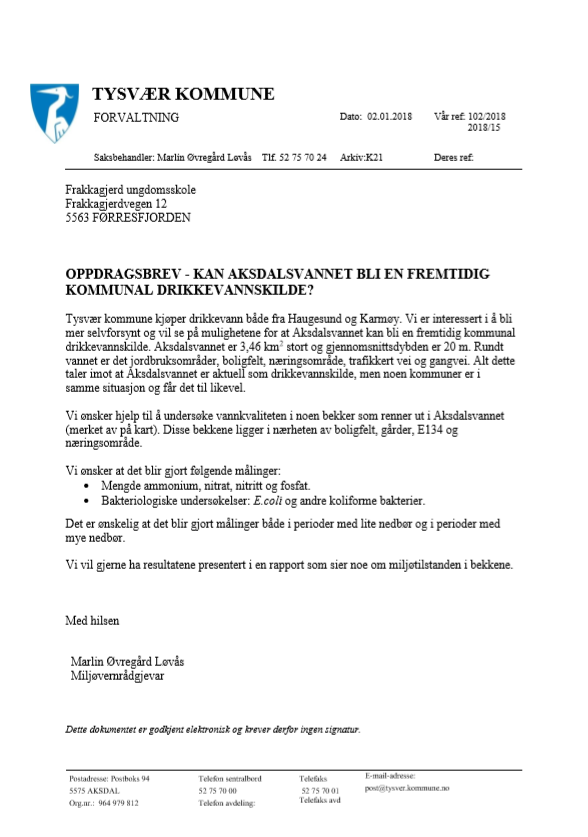 TYSVÆR KOMMUNE
FORVALTNING
Dato: 02.01.2018
Vår ref: 102/2018
2018/15
Saksbehandler: Marlin Øvregård Løvås Tlf. 52 75 70 24 Arkiv:K21 Deres ref:
Frakkagjerd ungdomsskole
Frakkagjerdvegen 12
5563 FØRRESFJORDEN
OPPDRAGSBREV - KAN AKSDALSVANNET BLI EN FREMTIDIG
KOMMUNAL DRIKKEVANNSKILDE?
Tysvær kommune kjøper drikkevann både fra Haugesund og Karmøy. Vi er interessert i å bli
mer selvforsynt og vil se på mulighetene for at Aksdalsvannet kan bli en fremtidig kommunal
drikkevannskilde. Aksdalsvannet er 3,46 km² stort og gjennomsnittsdybden er 20 m. Rundt
vannet er det jordbruksområder, boligfelt, næringsområde, trafikkert vei og gangvei. Alt dette
taler imot at Aksdalsvannet er aktuell som drikkevannskilde, men noen kommuner er i
samme situasjon og får det til likevel.
Vi ønsker hjelp til å undersøke vannkvaliteten i noen bekker som renner ut i Aksdalsvannet
(merket av på kart). Disse bekkene ligger i nærheten av boligfelt, gårder, E134 og
næringsområde.
Vi ønsker at det blir gjort følgende målinger:
• Mengde ammonium, nitrat, nitritt og fosfat.
• Bakteriologiske undersøkelser: E.coli og andre koliforme bakterier.
Det er ønskelig at det blir gjort målinger både i perioder med lite nedbør og i perioder med
mye nedbør.
Vi vil gjerne ha resultatene presentert i en rapport som sier noe om miljøtilstanden i bekkene.
Med hilsen
Marlin Øvregård Løvås
Miljøvernrådgjevar
Dette dokumentet er godkjent elektronisk og krever derfor ingen signatur.
Postadresse: Postboks 94 Telefon sentralbord Telefaks E-mail-adresse:
5575 AKSDAL 52 75 70 00 52 75 70 01 post@tysver.kommune.no
Org.nr.: 964 979 812 Telefon avdeling: Telefaks avd